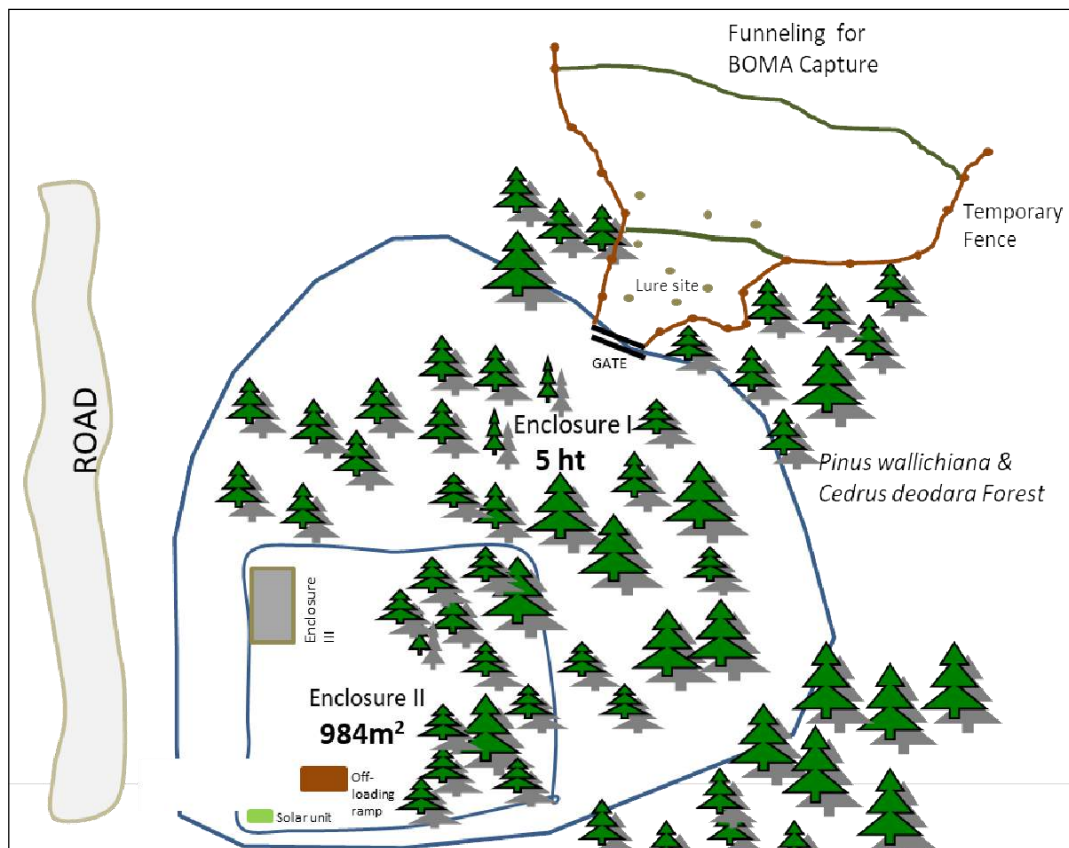 Funneling for
BOMA Capture
Temporary
Fence
Lure site
GATE
ROAD
Enclosure I
5 ht
Pinus wallichiana &
Cedrus deodara Forest
Enclosure
III
Enclosure II
984m²
Off-
loading
ramp
Solar unit